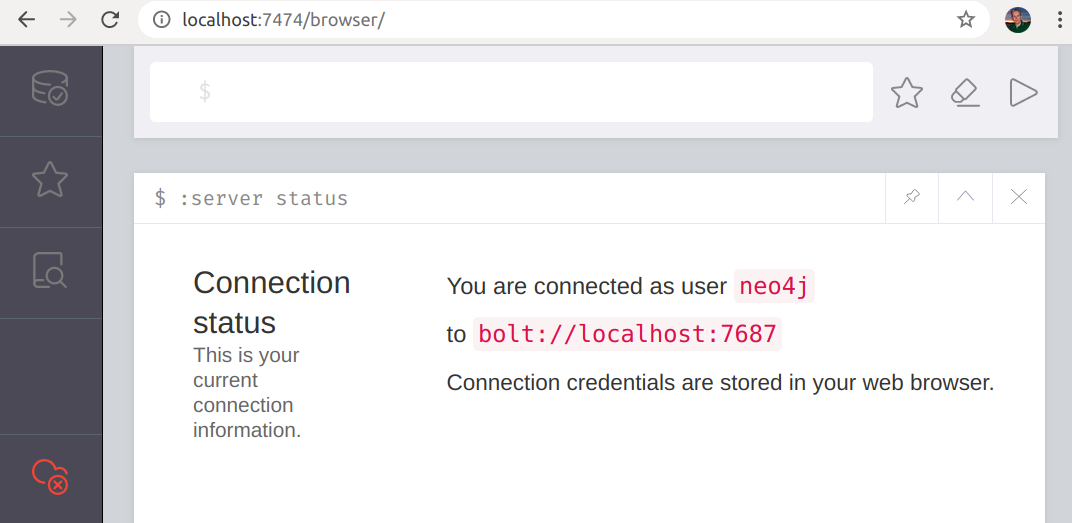 localhost:7474/browser/
$
$ :server status
Connection
status
This is your
current
connection
information.
You are connected as user neo4j
to bolt://localhost:7687
Connection credentials are stored in your web browser.